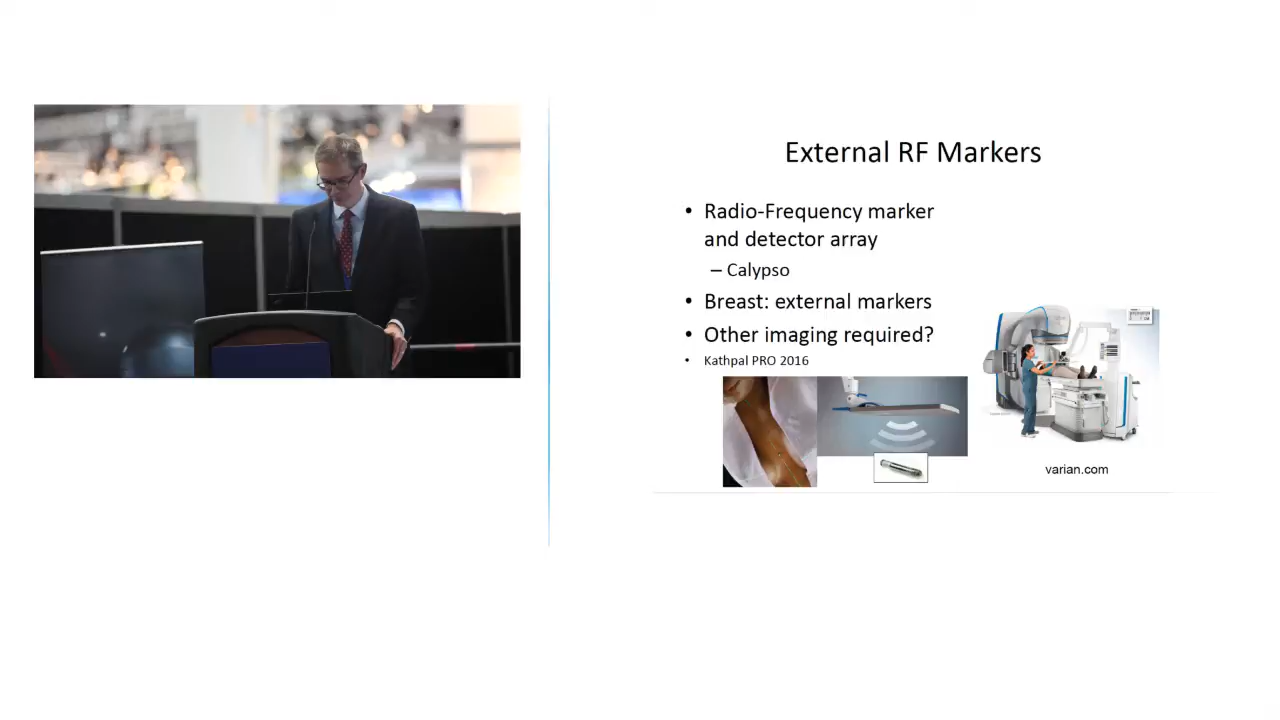 External RF Markers
• Radio-Frequency marker
and detector array
– Calypso
• Breast: external markers
• Other imaging required?
• Kathpal PRO 2016
varian.com